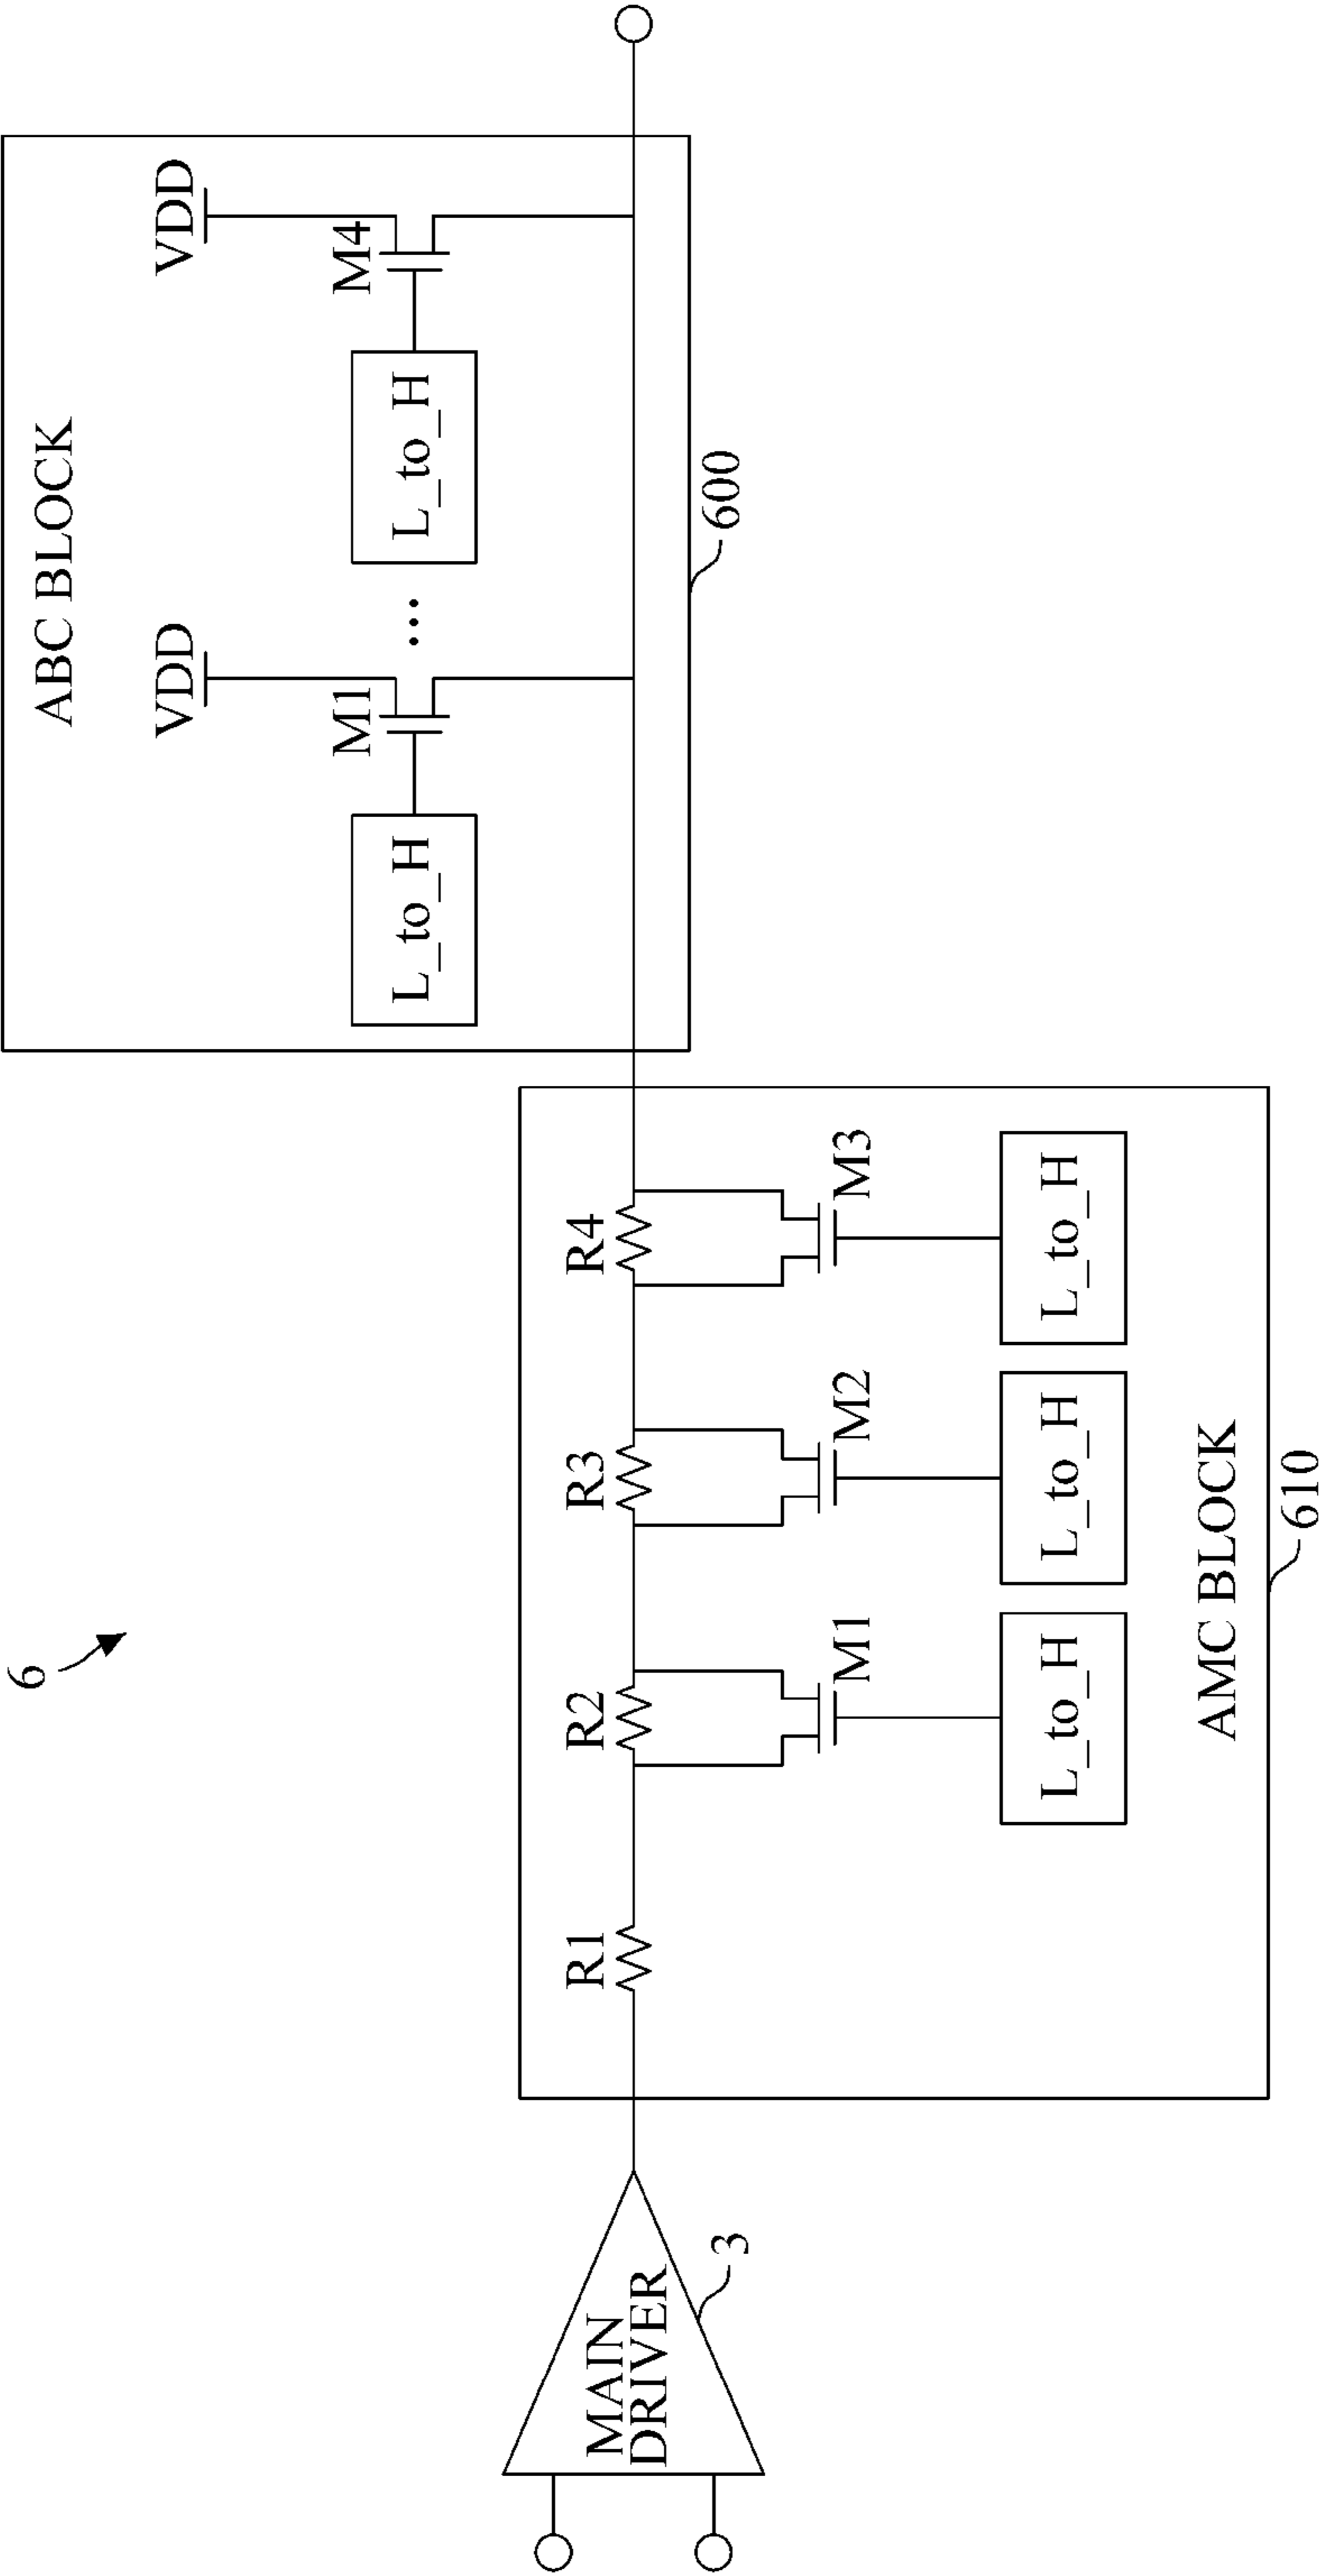 6
ABC BLOCK
VDD
VDD
M1
M4
L_to_H
...
L_to_H
600
MAIN
DRIVER
3
R1
R2
R3
R4
M1
M2
M3
L_to_H
L_to_H
L_to_H
AMC BLOCK
610